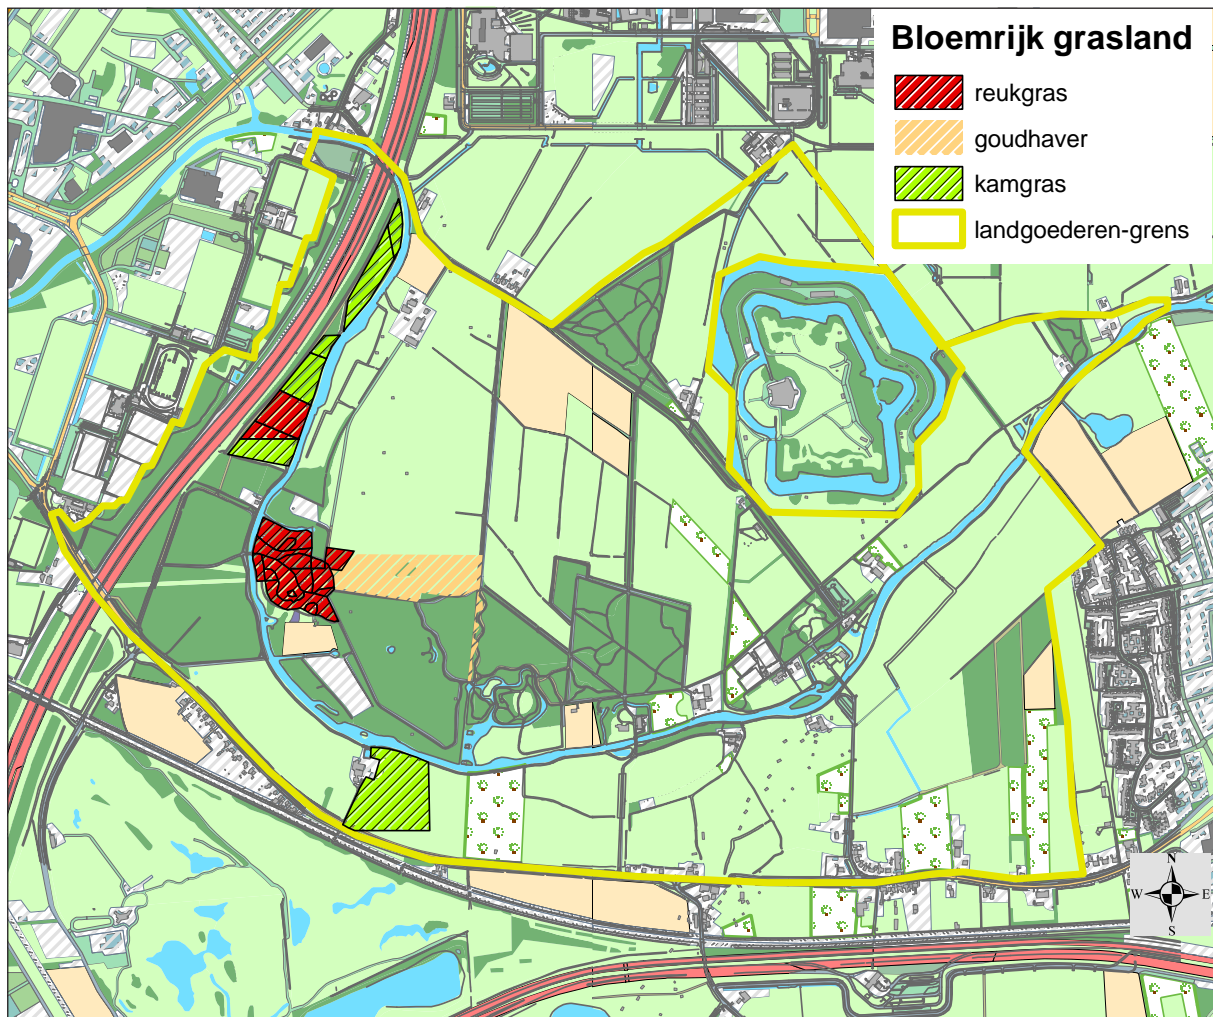 Bloemrijk grasland
reukgras
goudhaver
kamgras
landgoederen-grens
N
W E
S